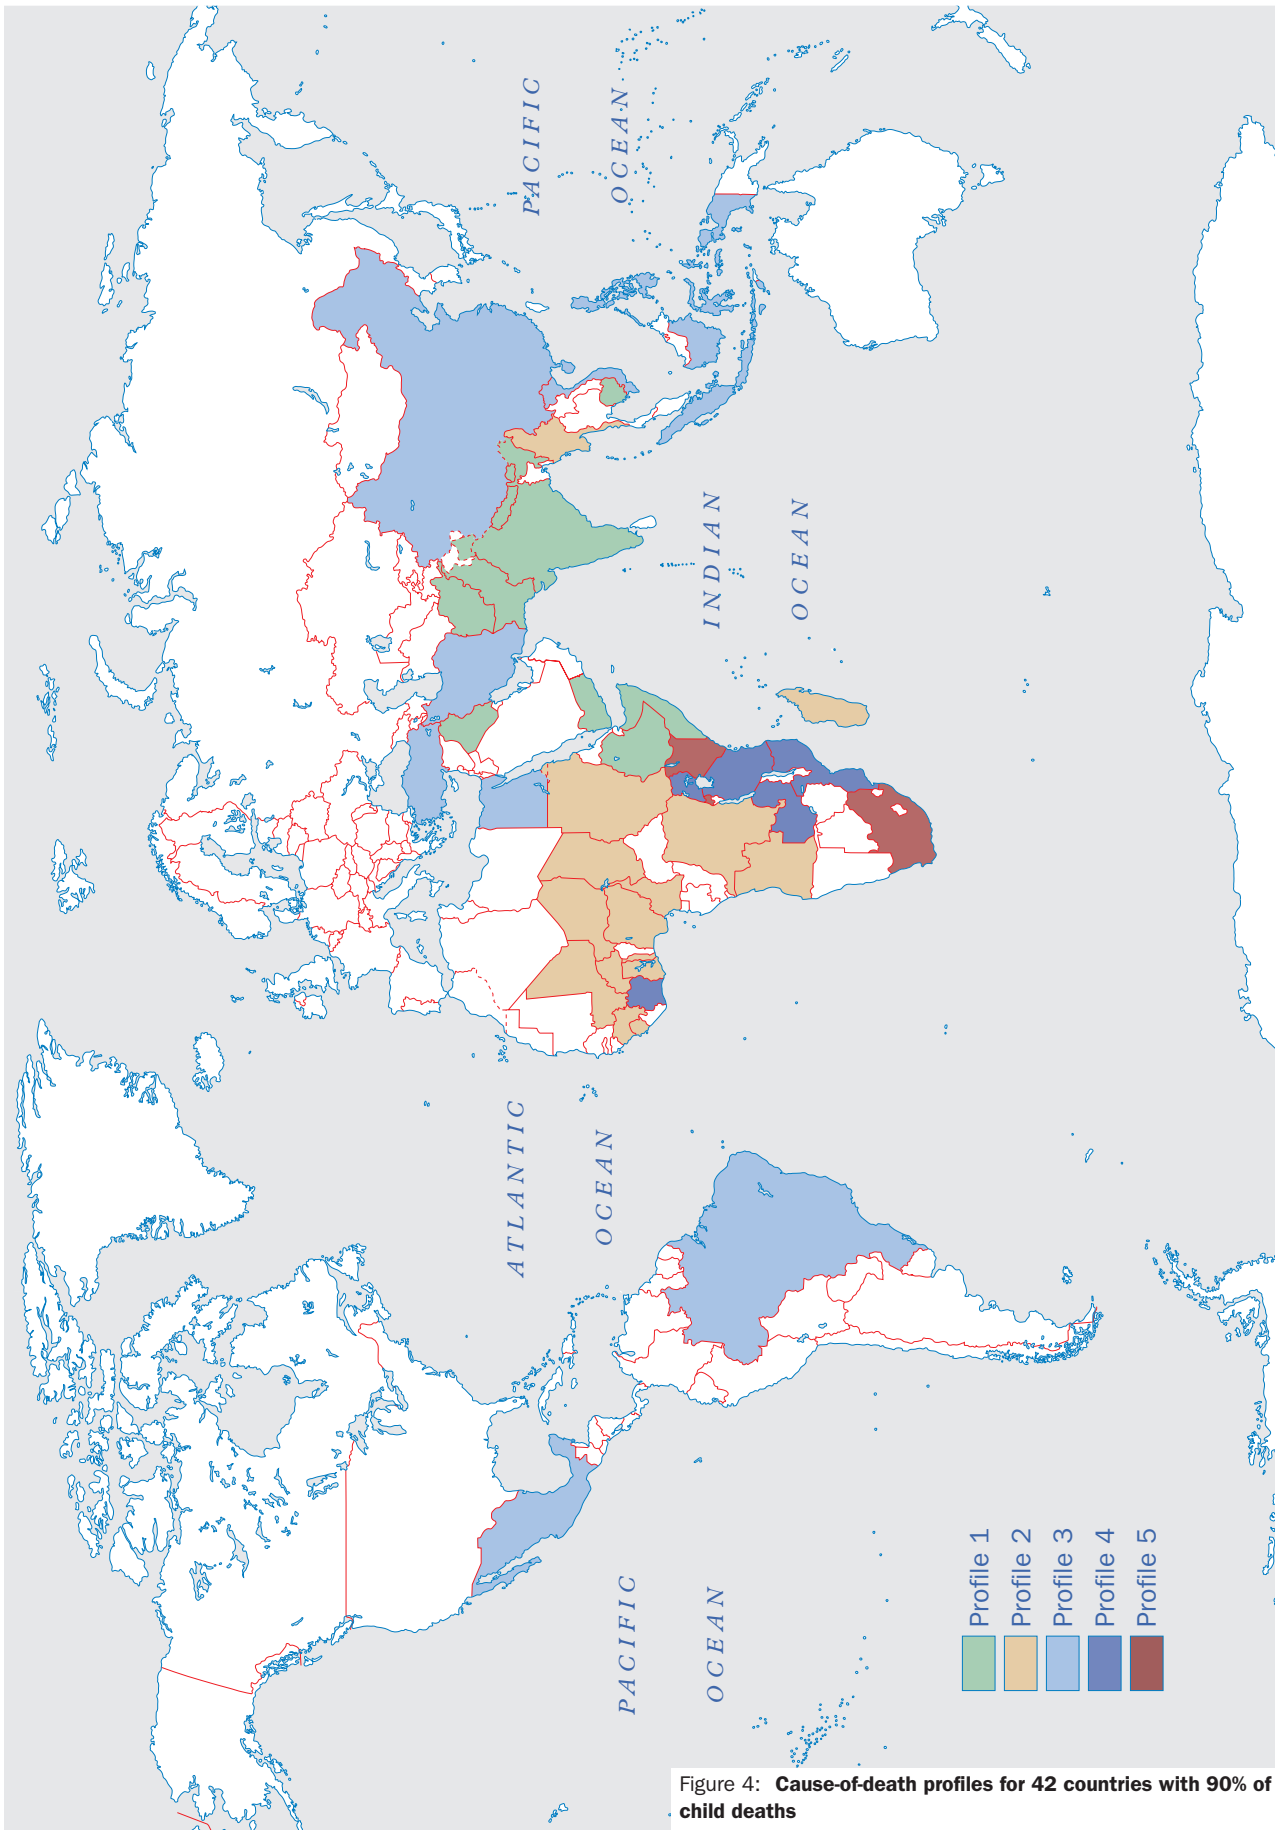 PACIFIC
OCEAN
INDIAN
OCEAN
ATLANTIC
OCEAN
PACIFIC
OCEAN
Profile 1
Profile 2
Profile 3
Profile 4
Profile 5
Figure 4: Cause-of-death profiles for 42 countries with 90% of
child deaths